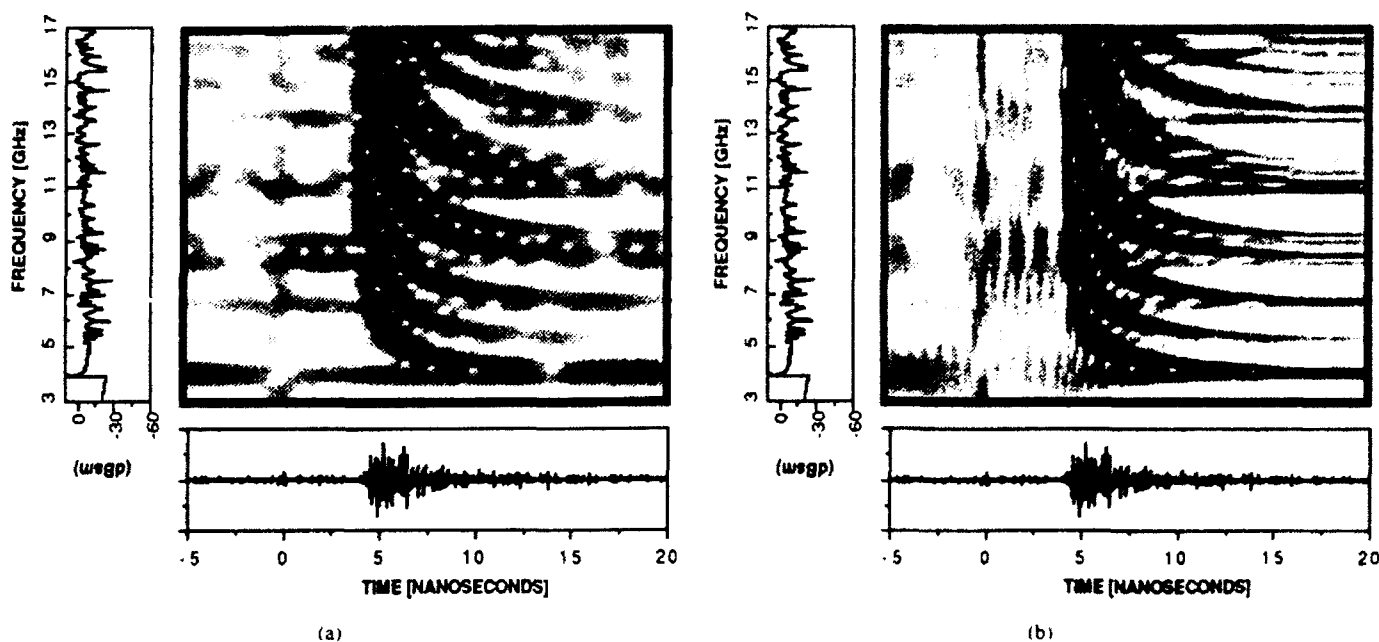 17
15
13
11
9
7
5
3
FREQUENCY [GHz]
0
-30
-60
(dBsm)
-5 0 5 10 15 20
TIME [NANOSECONDS]
(a)
17
15
13
11
9
7
5
3
FREQUENCY [GHz]
0
-30
-60
(dBsm)
-5 0 5 10 15 20
TIME [NANOSECONDS]
(b)